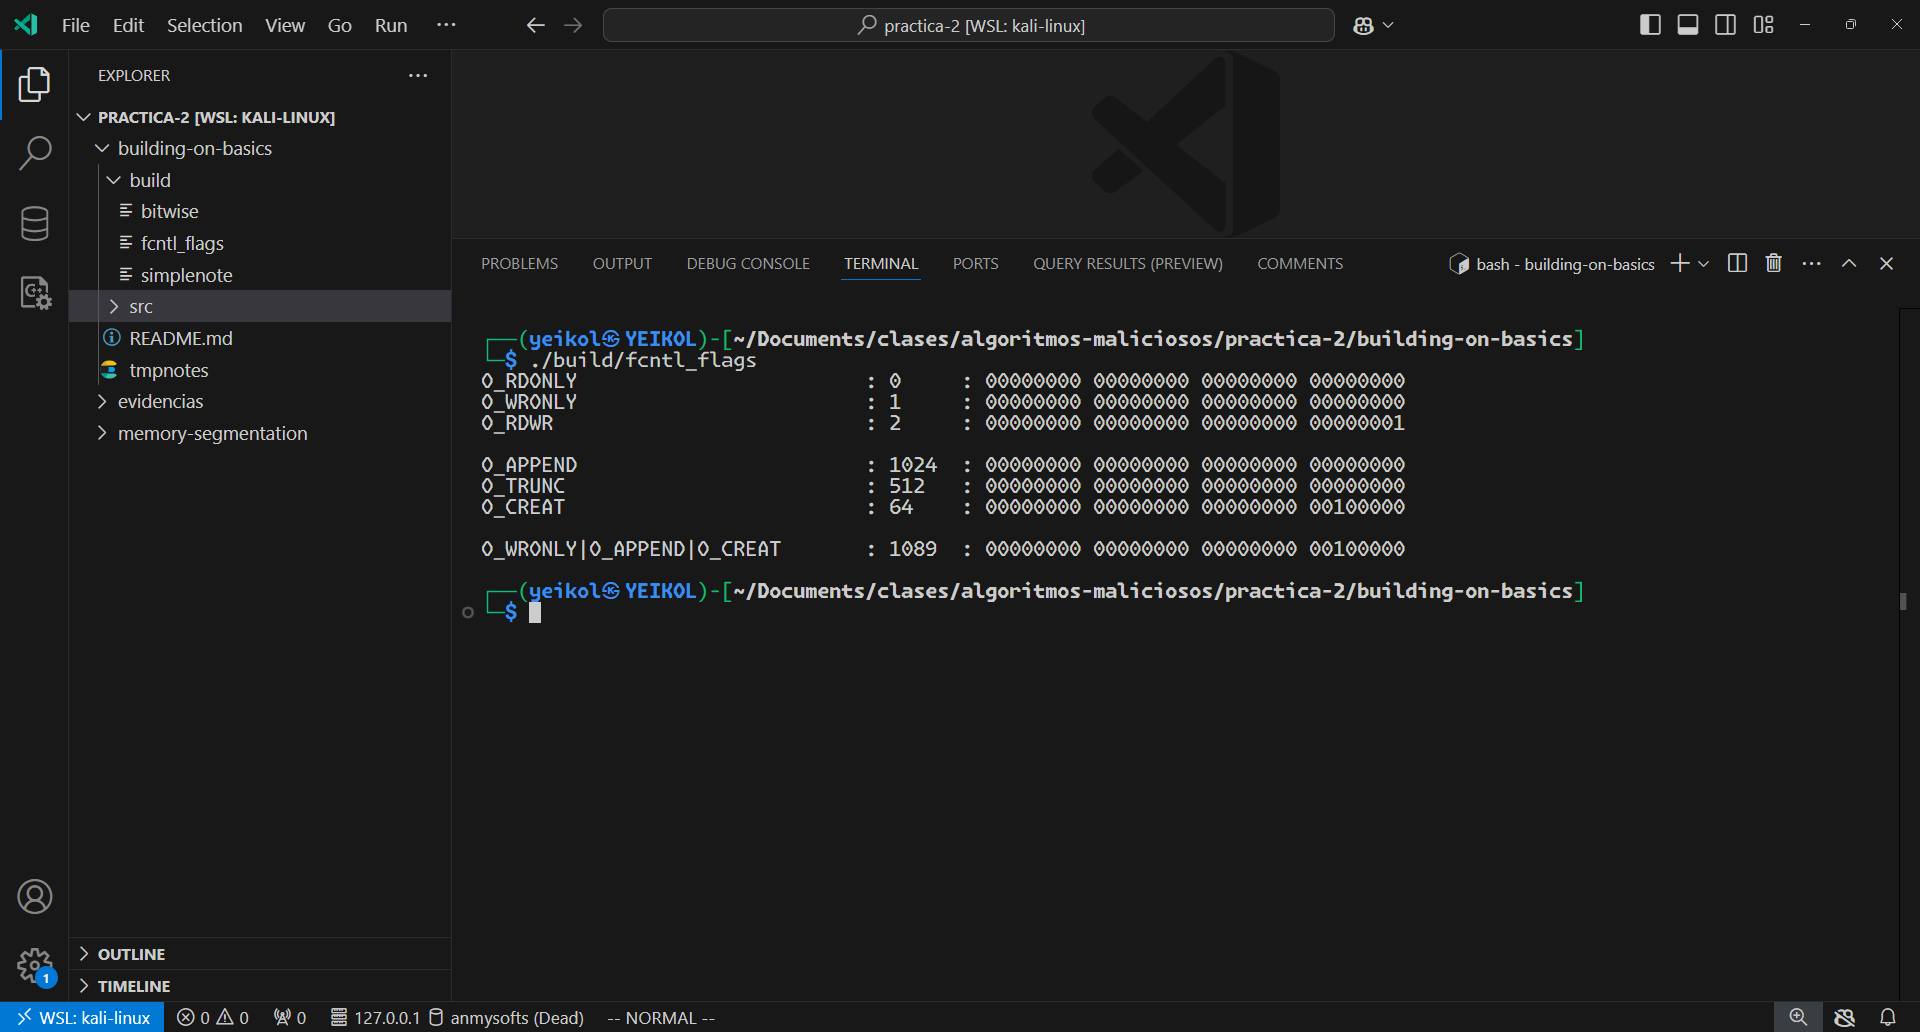 File Edit Selection View Go Run ···
practica-2 [WSL: kali-linux]
EXPLORER ···
PRACTICA-2 [WSL: KALI-LINUX]
building-on-basics
build
bitwise
fcntl_flags
simplenote
src
README.md
tmpnotes
evidencias
memory-segmentation
OUTLINE
TIMELINE
PROBLEMS OUTPUT DEBUG CONSOLE TERMINAL PORTS QUERY RESULTS (PREVIEW) COMMENTS
bash - building-on-basics
┌──(yeikol㉿YEIKOL)-[~/Documents/clases/algoritmos-maliciosos/practica-2/building-on-basics]
└─$ ./build/fcntl_flags
O_RDONLY : 0 : 00000000 00000000 00000000 00000000
O_WRONLY : 1 : 00000000 00000000 00000000 00000000
O_RDWR : 2 : 00000000 00000000 00000000 00000001
O_APPEND : 1024 : 00000000 00000000 00000000 00000000
O_TRUNC : 512 : 00000000 00000000 00000000 00000000
O_CREAT : 64 : 00000000 00000000 00000000 00100000
O_WRONLY|O_APPEND|O_CREAT : 1089 : 00000000 00000000 00000000 00100000
┌──(yeikol㉿YEIKOL)-[~/Documents/clases/algoritmos-maliciosos/practica-2/building-on-basics]
└─$
1
WSL: kali-linux 0 0 0 127.0.0.1 anmysofts (Dead) -- NORMAL --